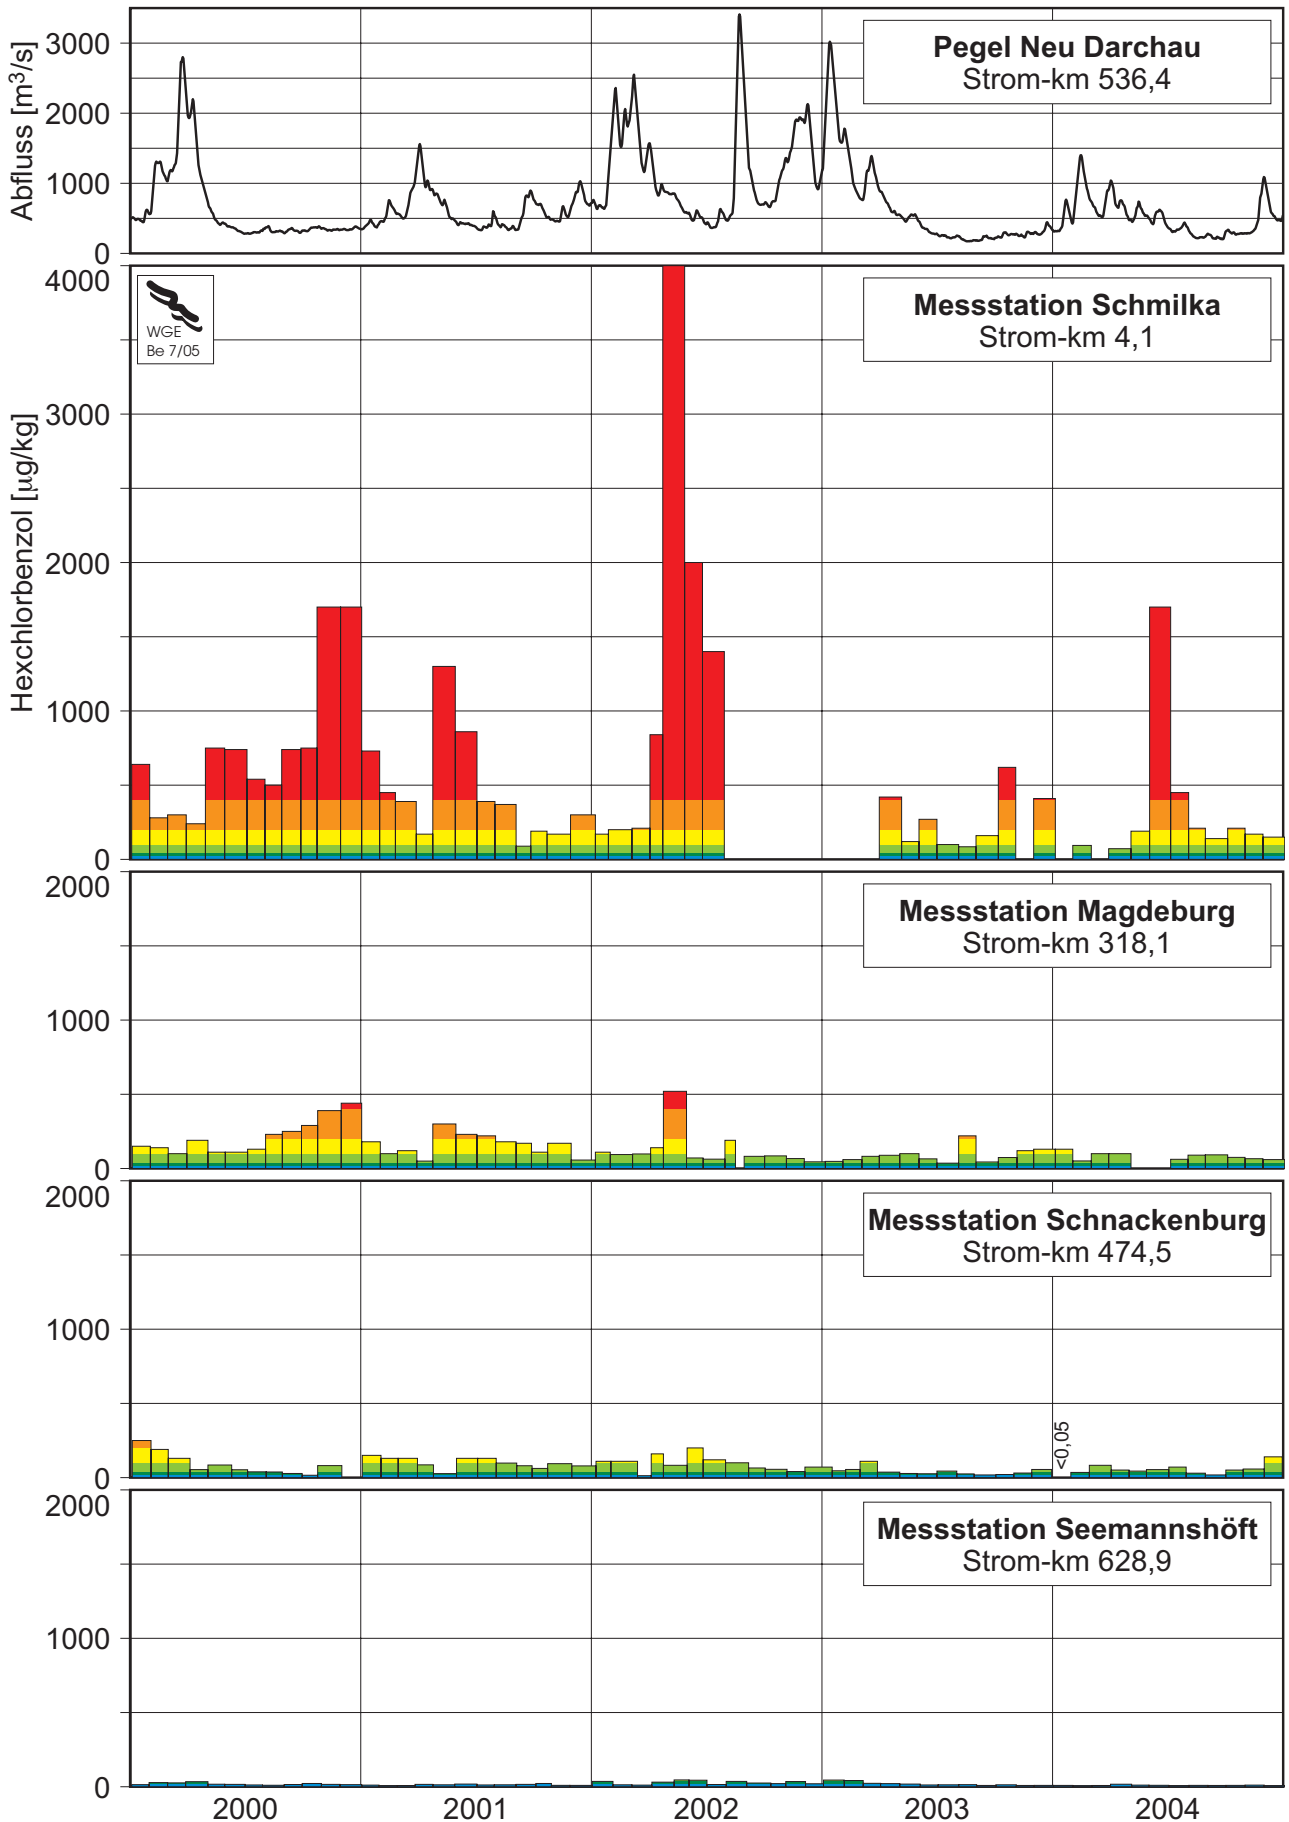 Abfluss [m³/s]
3000
2000
1000
0
Pegel Neu Darchau
Strom-km 536,4
Hexchlorbenzol [µg/kg]
4000
3000
2000
1000
0
WGE
Be 7/05
Messstation Schmilka
Strom-km 4,1
2000
1000
0
Messstation Magdeburg
Strom-km 318,1
2000
1000
0
Messstation Schnackenburg
Strom-km 474,5
<0,05
2000
1000
0
Messstation Seemannshöft
Strom-km 628,9
2000 2001 2002 2003 2004